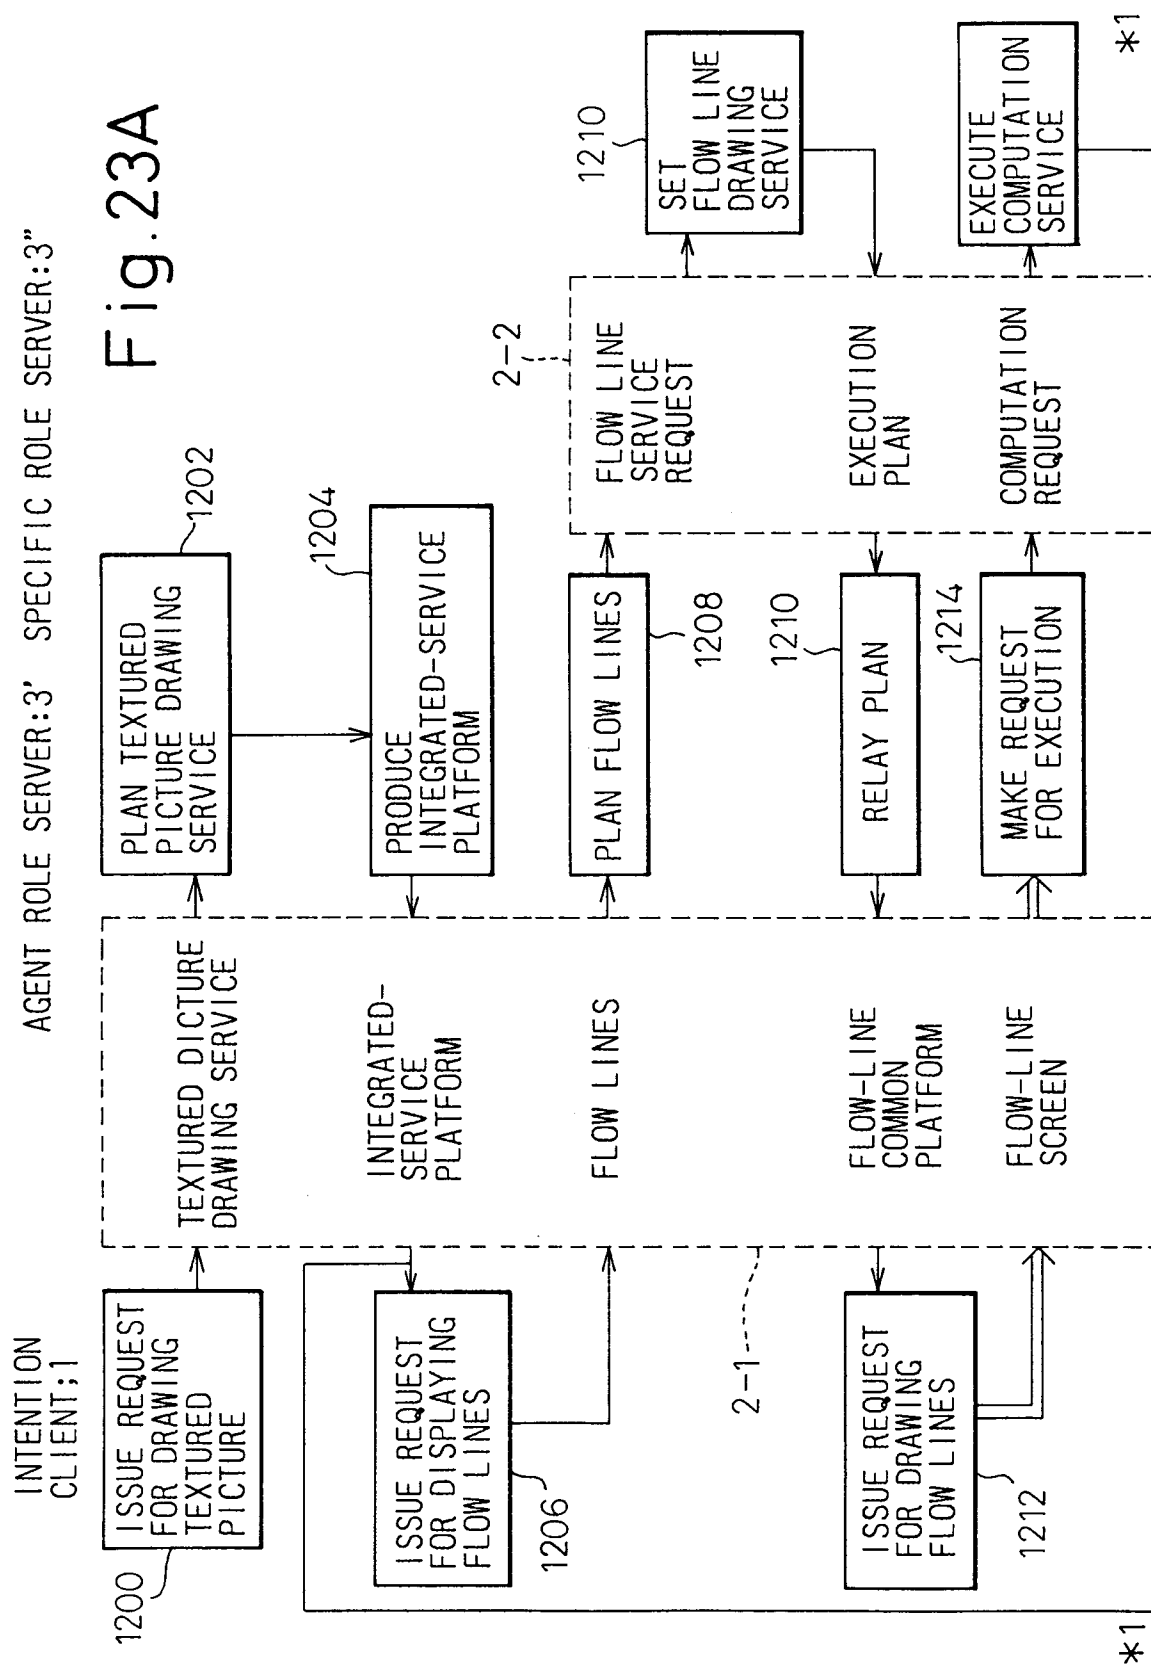 Fig.23A
INTENTION
CLIENT;1
AGENT ROLE SERVER:3' SPECIFIC ROLE SERVER:3"
1200
ISSUE REQUEST
FOR DRAWING
TEXTURED
PICTURE
TEXTURED DICTURE
DRAWING SERVICE
PLAN TEXTURED
PICTURE DRAWING
SERVICE
1202
INTEGRATED-
SERVICE
PLATFORM
PRODUCE
INTEGRATED-SERVICE
PLATFORM
1204
ISSUE REQUEST
FOR DISPLAYING
FLOW LINES
1206
FLOW LINES
PLAN FLOW LINES
1208
2-2
FLOW LINE
SERVICE
REQUEST
SET
FLOW LINE
DRAWING
SERVICE
1210
2-1
ISSUE REQUEST
FOR DRAWING
FLOW LINES
1212
FLOW-LINE
COMMON
PLATFORM
RELAY PLAN
1210
EXECUTION
PLAN
FLOW-LINE
SCREEN
MAKE REQUEST
FOR EXECUTION
1214
COMPUTATION
REQUEST
EXECUTE
COMPUTATION
SERVICE
*1
*1